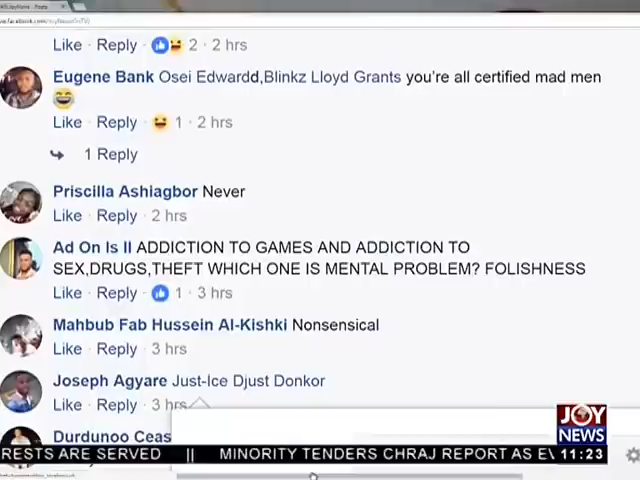 Like · Reply · 2 · 2 hrs
Eugene Bank Osei Edwardd,Blinkz Lloyd Grants you're all certified mad men
Like · Reply · 1 · 2 hrs
1 Reply
Priscilla Ashiagbor Never
Like · Reply · 2 hrs
Ad On Is II ADDICTION TO GAMES AND ADDICTION TO
SEX,DRUGS,THEFT WHICH ONE IS MENTAL PROBLEM? FOLISHNESS
Like · Reply · 1 · 3 hrs
Mahbub Fab Hussein Al-Kishki Nonsensical
Like · Reply · 3 hrs
Joseph Agyare Just-Ice Djust Donkor
Like · Reply · 3 hrs
Durdunoo Ceas
JOY
NEWS
RESTS ARE SERVED || MINORITY TENDERS CHRAJ REPORT AS EV
11:23